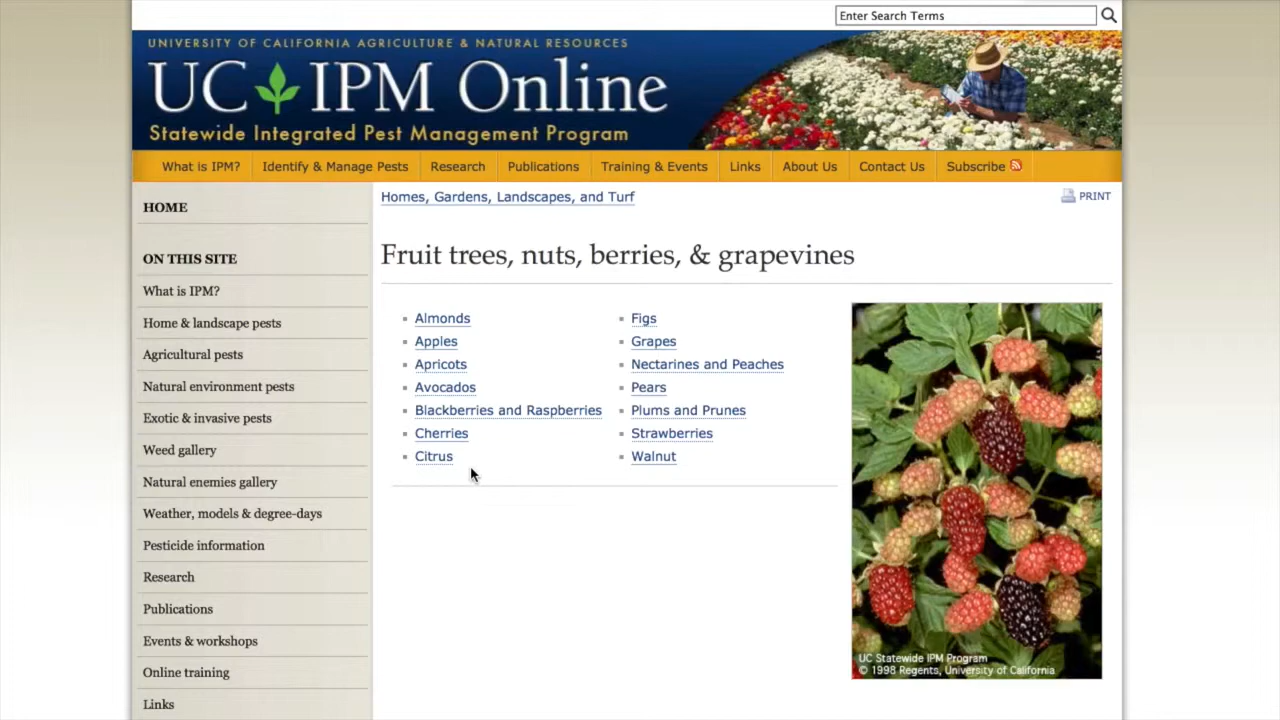 Enter Search Terms
UNIVERSITY OF CALIFORNIA AGRICULTURE & NATURAL RESOURCES
UC IPM Online
Statewide Integrated Pest Management Program
What is IPM?
Identify & Manage Pests
Research
Publications
Training & Events
Links
About Us
Contact Us
Subscribe
HOME
ON THIS SITE
What is IPM?
Home & landscape pests
Agricultural pests
Natural environment pests
Exotic & invasive pests
Weed gallery
Natural enemies gallery
Weather, models & degree-days
Pesticide information
Research
Publications
Events & workshops
Online training
Links
Homes, Gardens, Landscapes, and Turf
PRINT
Fruit trees, nuts, berries, & grapevines
Almonds
Apples
Apricots
Avocados
Blackberries and Raspberries
Cherries
Citrus
Figs
Grapes
Nectarines and Peaches
Pears
Plums and Prunes
Strawberries
Walnut
UC Statewide IPM Program
© 1998 Regents, University of California